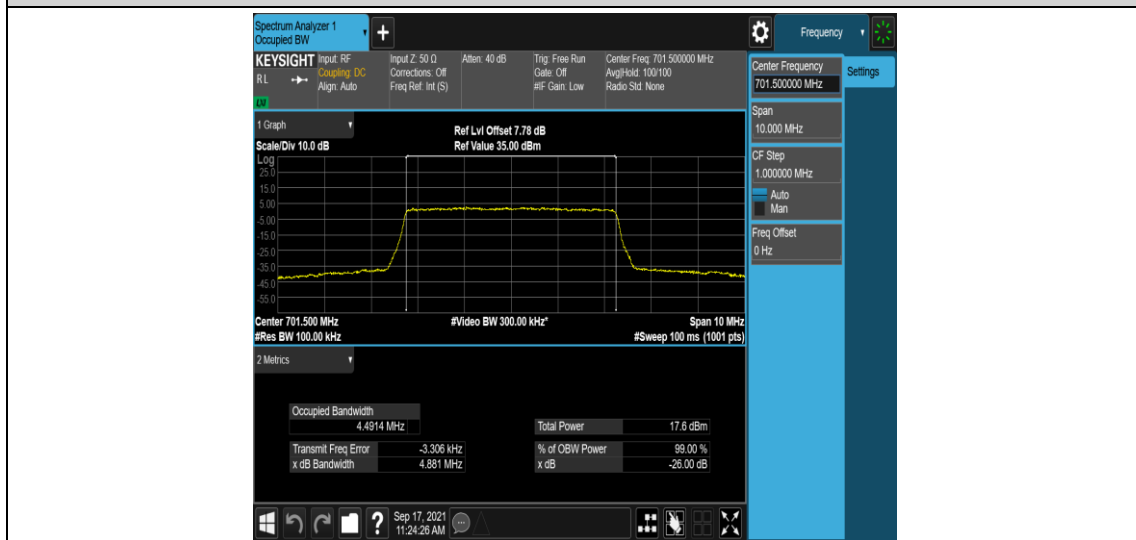 Spectrum Analyzer 1
Occupied BW
+
Frequency
KEYSIGHT Input: RF Input Z: 50 Ω Atten: 40 dB Trig: Free Run Center Freq: 701.500000 MHz
RL Coupling: DC Corrections: Off Gate: Off Avg|Hold: 100/100
Align: Auto Freq Ref: Int (S) #IF Gain: Low Radio Std: None
LXI
Center Frequency
701.500000 MHz
Settings
Span
10.000 MHz
CF Step
1.000000 MHz
Auto
Man
Freq Offset
0 Hz
1 Graph
Ref Lvl Offset 7.78 dB
Scale/Div 10.0 dB Ref Value 35.00 dBm
Log
25.0
15.0
5.00
-5.00
-15.0
-25.0
-35.0
-45.0
-55.0
Center 701.500 MHz #Video BW 300.00 kHz* Span 10 MHz
#Res BW 100.00 kHz #Sweep 100 ms (1001 pts)
2 Metrics
Occupied Bandwidth
4.4914 MHz Total Power 17.6 dBm
Transmit Freq Error -3.306 kHz % of OBW Power 99.00 %
x dB Bandwidth 4.881 MHz x dB -26.00 dB
? Sep 17, 2021
11:24:26 AM